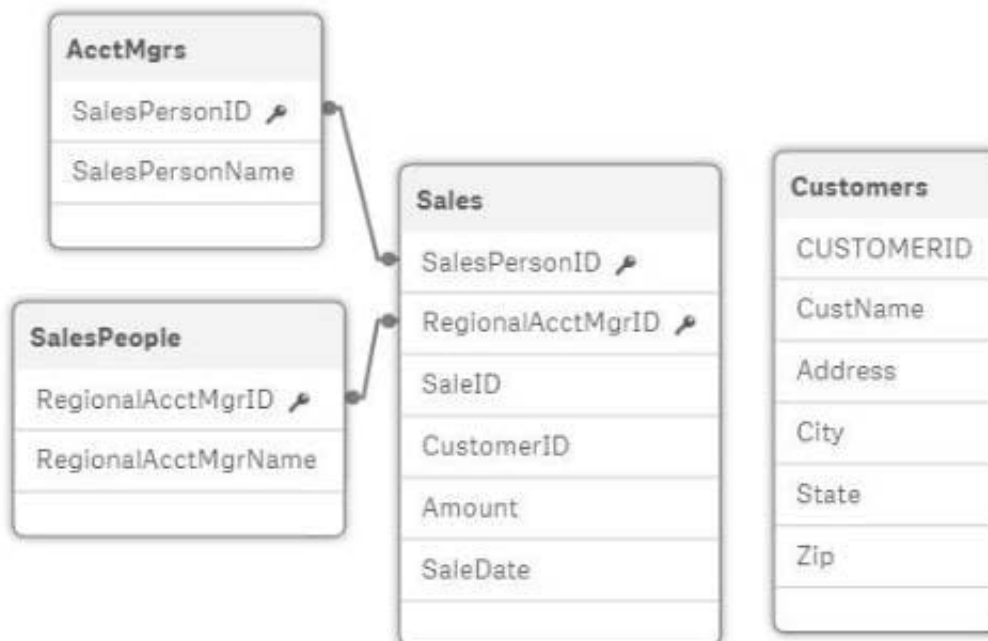 AcctMgrs
SalesPersonID
SalesPersonName
SalesPeople
RegionalAcctMgrID
RegionalAcctMgrName
Sales
SalesPersonID
RegionalAcctMgrID
SaleID
CustomerID
Amount
SaleDate
Customers
CUSTOMERID
CustName
Address
City
State
Zip